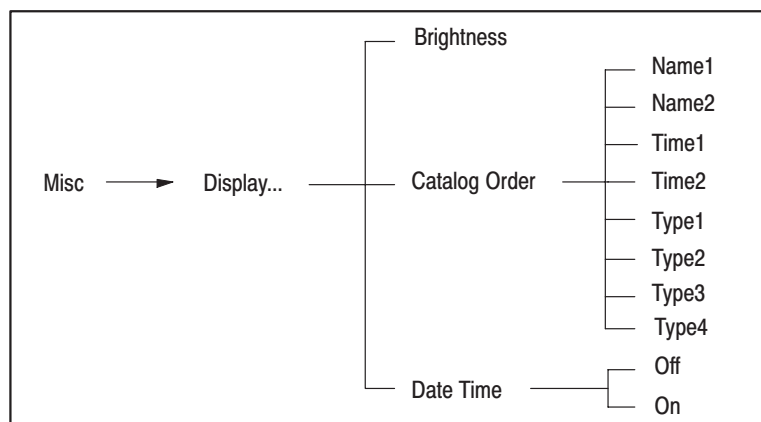 Brightness
Name1
Name2
Time1
Misc
Display...
Catalog Order
Time2
Type1
Type2
Type3
Type4
Date Time
Off
On